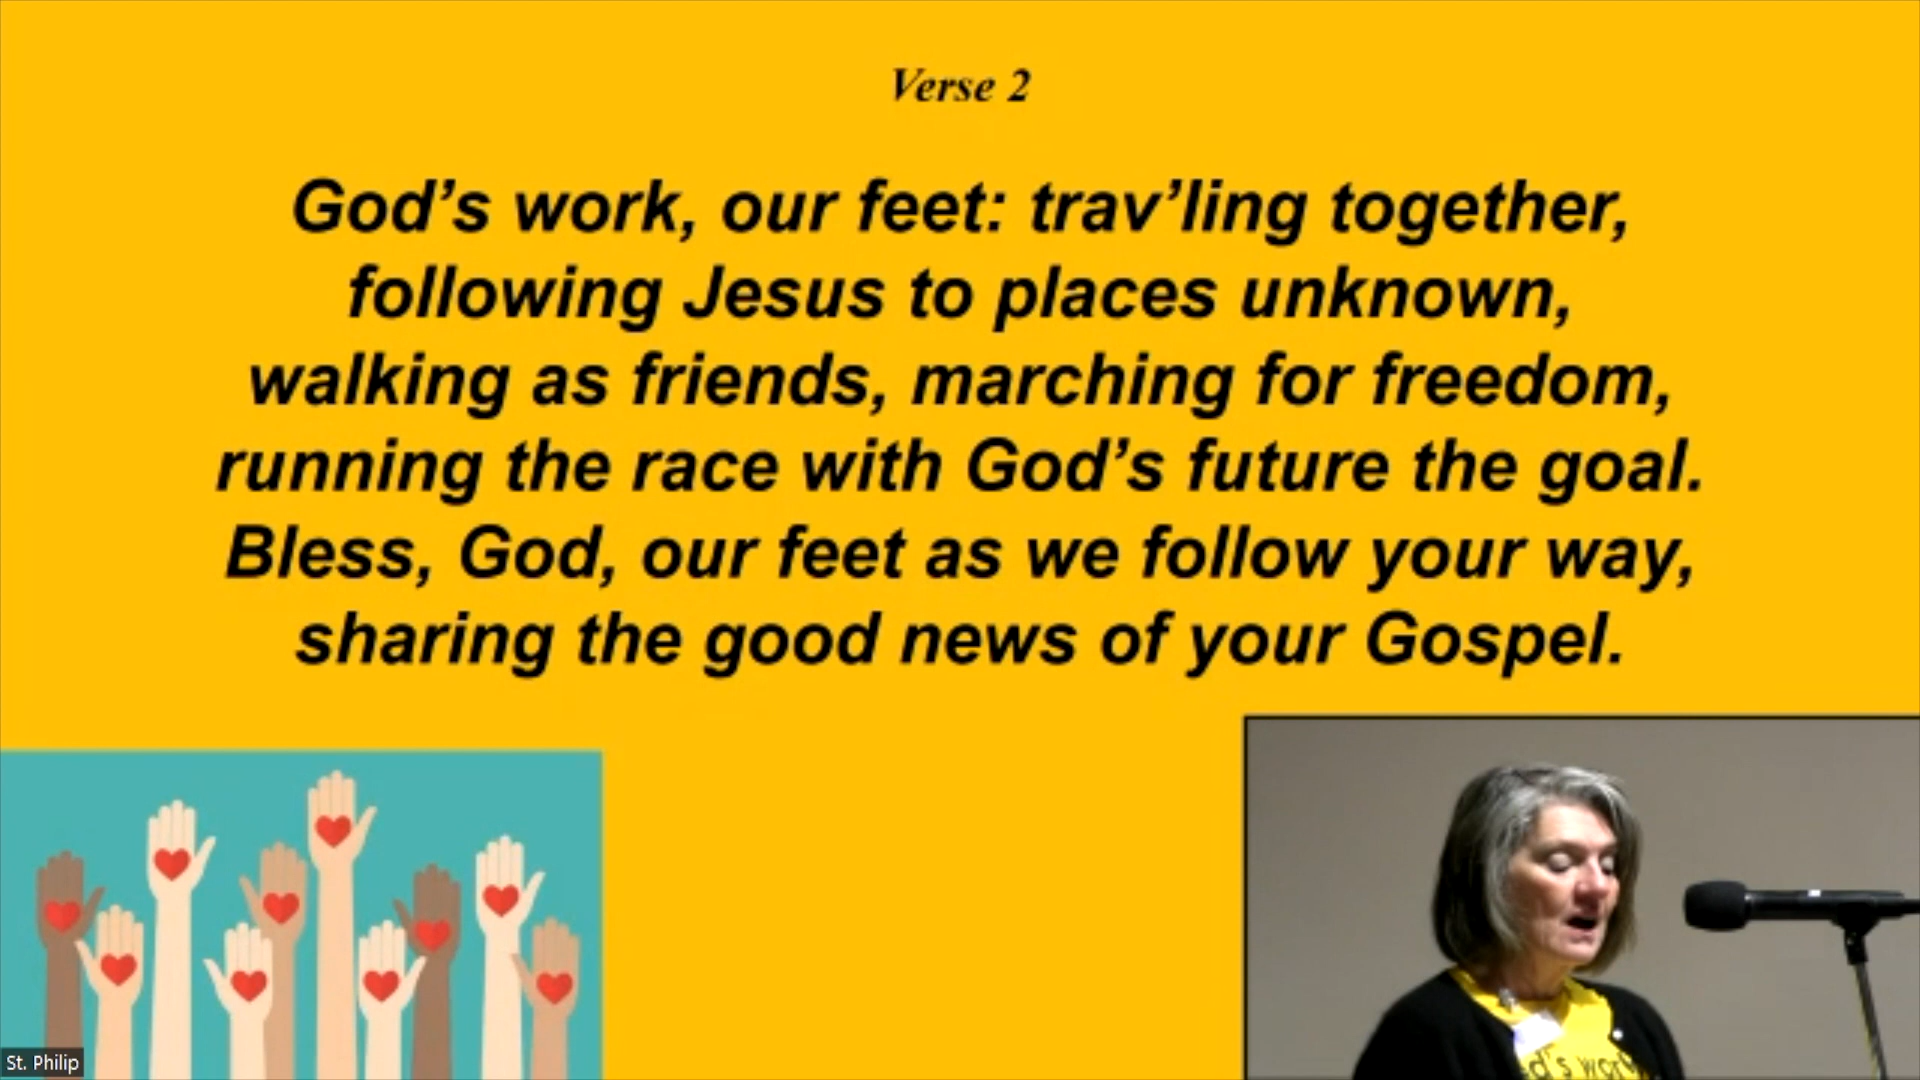 Verse 2
God’s work, our feet: trav’ling together,
following Jesus to places unknown,
walking as friends, marching for freedom,
running the race with God’s future the goal.
Bless, God, our feet as we follow your way,
sharing the good news of your Gospel.
St. Philip
d's work